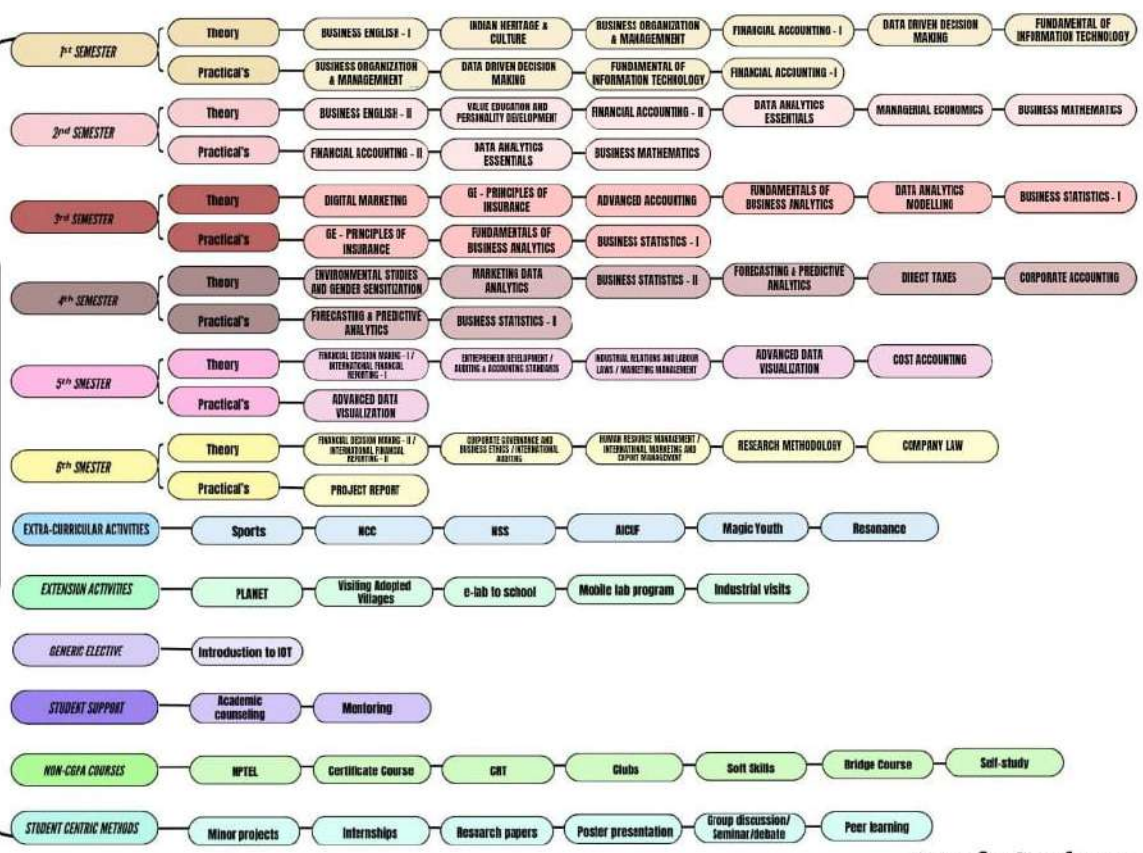 1st SEMESTER
Theory
BUSINESS ENGLISH - I
INDIAN HERITAGE &
CULTURE
BUSINESS ORGANIZATION
& MANAGEMNENT
FINANCIAL ACCOUNTING - I
DATA DRIVEN DECISION
MAKING
FUNDAMENTAL OF
INFORMATION TECHNOLOGY
Practical's
BUSINESS ORGANIZATION
& MANAGEMNENT
DATA DRIVEN DECISION
MAKING
FUNDAMENTAL OF
INFORMATION TECHNOLOGY
FINANCIAL ACCOUNTING - I
2nd SEMESTER
Theory
BUSINESS ENGLISH - II
VALUE EDUCATION AND
PERSONALITY DEVELOPMENT
FINANCIAL ACCOUNTING - II
DATA ANALYTICS
ESSENTIALS
MANAGERIAL ECONOMICS
BUSINESS MATHEMATICS
Practical's
FINANCIAL ACCOUNTING - II
DATA ANALYTICS
ESSENTIALS
BUSINESS MATHEMATICS
3rd SEMESTER
Theory
DIGITAL MARKETING
GE - PRINCIPLES OF
INSURANCE
ADVANCED ACCOUNTING
FUNDAMENTALS OF
BUSINESS ANALYTICS
DATA ANALYTICS
MODELLING
BUSINESS STATISTICS - I
Practical's
GE - PRINCIPLES OF
INSURANCE
FUNDAMENTALS OF
BUSINESS ANALYTICS
BUSINESS STATISTICS - I
4th SEMESTER
Theory
ENVIRONMENTAL STUDIES
AND GENDER SENSITIZATION
MARKETING DATA
ANALYTICS
BUSINESS STATISTICS - II
FORECASTING & PREDICTIVE
ANALYTICS
DIRECT TAXES
CORPORATE ACCOUNTING
Practical's
FORECASTING & PREDICTIVE
ANALYTICS
BUSINESS STATISTICS - II
5th SMESTER
Theory
FINANCIAL DECISION MAKING - I /
INTERNATIONAL FINANCIAL
REPORTING - I
ENTREPRENEUR DEVELOPMENT /
AUDITING & ACCOUNTING STANDARDS
INDUSTRIAL RELATIONS AND LABOUR
LAWS / MARKETING MANAGEMENT
ADVANCED DATA
VISUALIZATION
COST ACCOUNTING
Practical's
ADVANCED DATA
VISUALIZATION
6th SMESTER
Theory
FINANCIAL DECISION MAKING - II /
INTERNATIONAL FINANCIAL
REPORTING - II
CORPORATE GOVERNANCE AND
BUSINESS ETHICS / INTERNATIONAL
AUDITING
HUMAN RESOURCE MANAGEMENT /
INTERNATIONAL MARKETING AND
EXPORT MANAGEMENT
RESEARCH METHODOLOGY
COMPANY LAW
Practical's
PROJECT REPORT
EXTRA-CURRICULAR ACTIVITIES
Sports
NCC
NSS
AICUF
Magic Youth
Resonance
EXTENSION ACTIVITIES
PLANET
Visiting Adopted
Villages
e-lab to school
Mobile lab program
Industrial visits
GENERIC ELECTIVE
Introduction to IOT
STUDENT SUPPORT
Academic
counseling
Mentoring
NON-CGPA COURSES
NPTEL
Certificate Course
CRT
Clubs
Soft Skills
Bridge Course
Self-study
STUDENT CENTRIC METHODS
Minor projects
Internships
Research papers
Poster presentation
Group discussion/
Seminar/debate
Peer learning